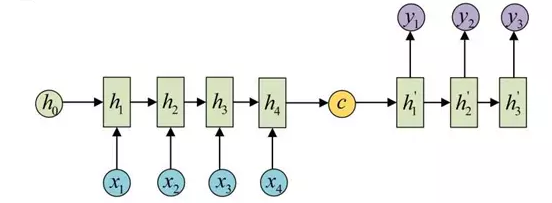 y₁ y₂ y₃
h₀ h₁ h₂ h₃ h₄ c h₁' h₂' h₃'
x₁ x₂ x₃ x₄